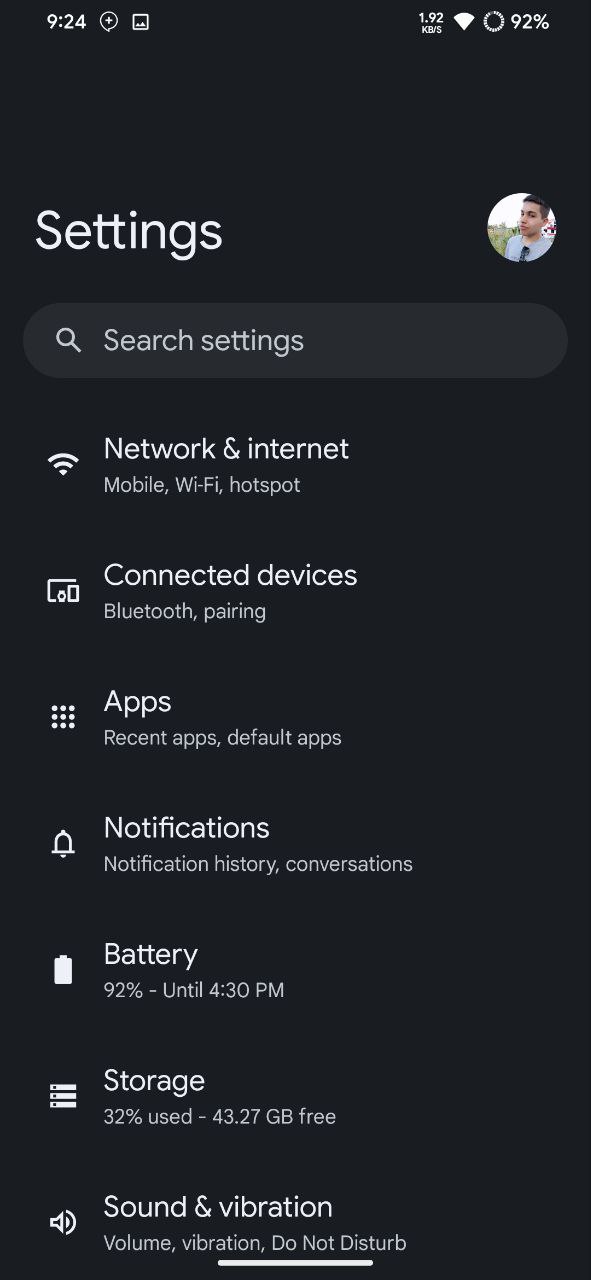 9:24 1.92 KB/S 92%
Settings
Search settings
Network & internet
Mobile, Wi-Fi, hotspot
Connected devices
Bluetooth, pairing
Apps
Recent apps, default apps
Notifications
Notification history, conversations
Battery
92% - Until 4:30 PM
Storage
32% used - 43.27 GB free
Sound & vibration
Volume, vibration, Do Not Disturb